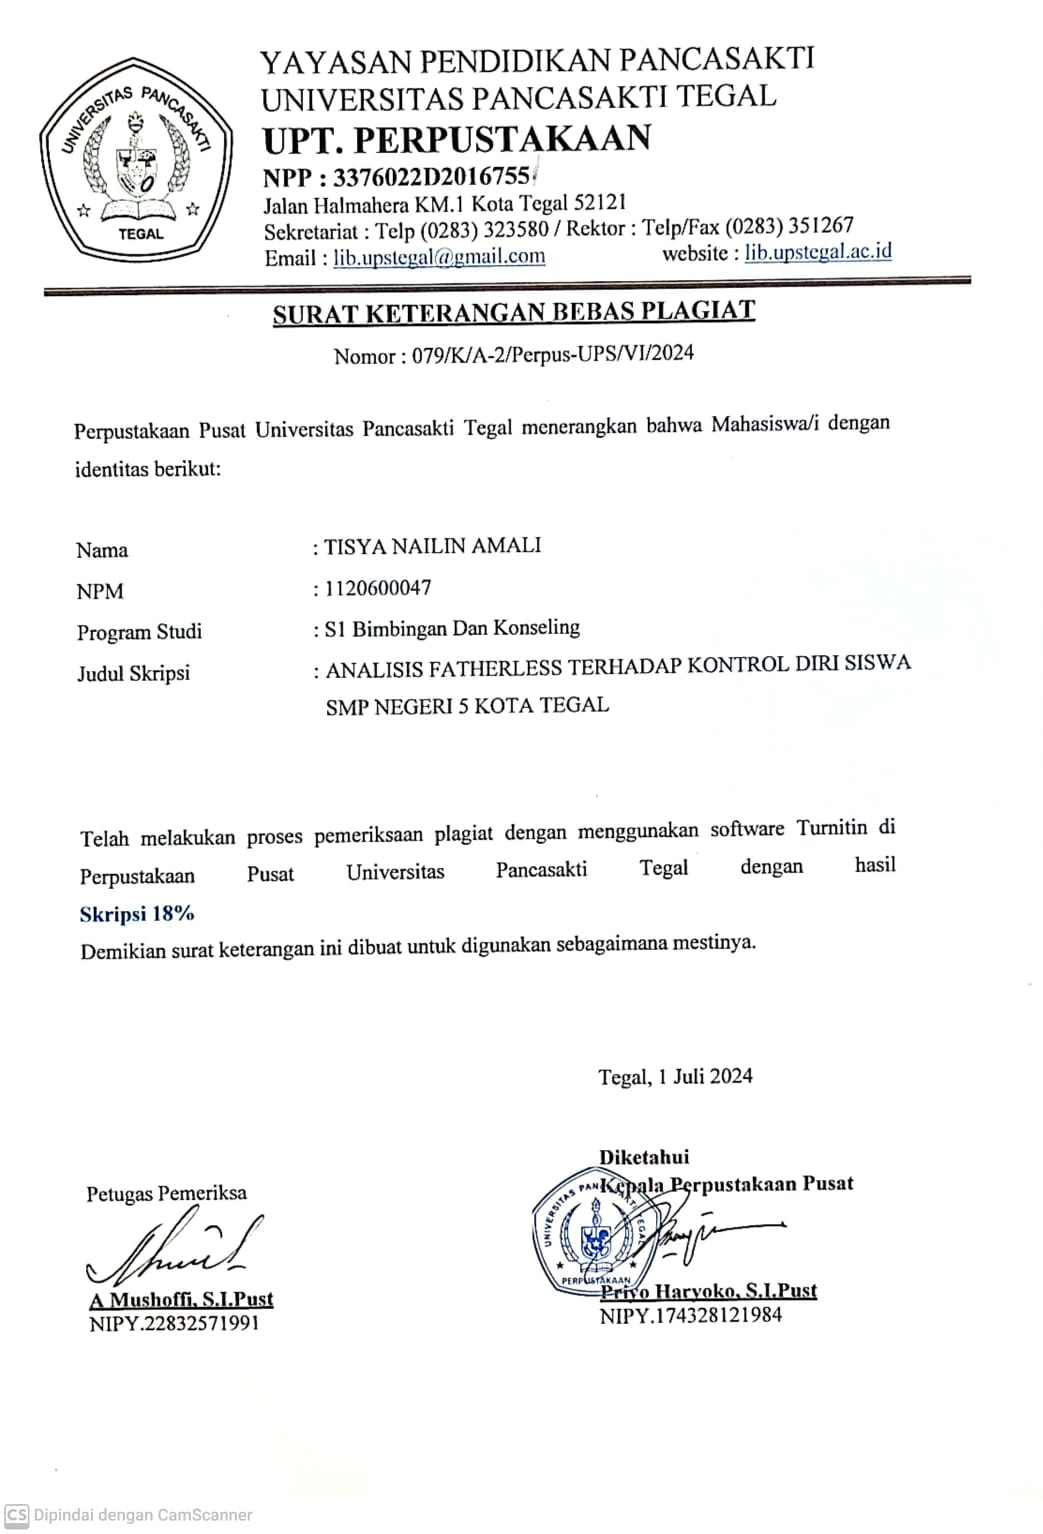 YAYASAN PENDIDIKAN PANCASAKTI
UNIVERSITAS PANCASAKTI TEGAL
UPT. PERPUSTAKAAN
NPP : 3376022D2016755
Jalan Halmahera KM.1 Kota Tegal 52121
Sekretariat : Telp (0283) 323580 / Rektor : Telp/Fax (0283) 351267
Email : lib.upstegal@gmail.com website : lib.upstegal.ac.id
UNIVERSITAS PANCASAKTI
TEGAL
SURAT KETERANGAN BEBAS PLAGIAT
Nomor : 079/K/A-2/Perpus-UPS/VI/2024
Perpustakaan Pusat Universitas Pancasakti Tegal menerangkan bahwa Mahasiswa/i dengan
identitas berikut:
Nama : TISYA NAILIN AMALI
NPM : 1120600047
Program Studi : S1 Bimbingan Dan Konseling
Judul Skripsi : ANALISIS FATHERLESS TERHADAP KONTROL DIRI SISWA
SMP NEGERI 5 KOTA TEGAL
Telah melakukan proses pemeriksaan plagiat dengan menggunakan software Turnitin di
Perpustakaan Pusat Universitas Pancasakti Tegal dengan hasil
Skripsi 18%
Demikian surat keterangan ini dibuat untuk digunakan sebagaimana mestinya.
Tegal, 1 Juli 2024
Diketahui
Petugas Pemeriksa
Kepala Perpustakaan Pusat
UNIVERSITAS PANCASAKTI TEGAL
PERPUSTAKAAN
A Mushoffi, S.I.Pust
NIPY.22832571991
Priyo Haryoko, S.I.Pust
NIPY.174328121984
CS Dipindai dengan CamScanner